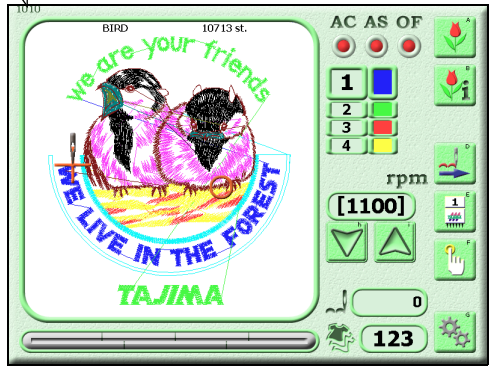 1010
BIRD 10713 st.
we are your friends
WE LIVE IN THE FOREST
TAJIMA
AC AS OF
1
2
3
4
rpm
[1100]
0
123
A
B
i
D
E
1
F
h
i
G